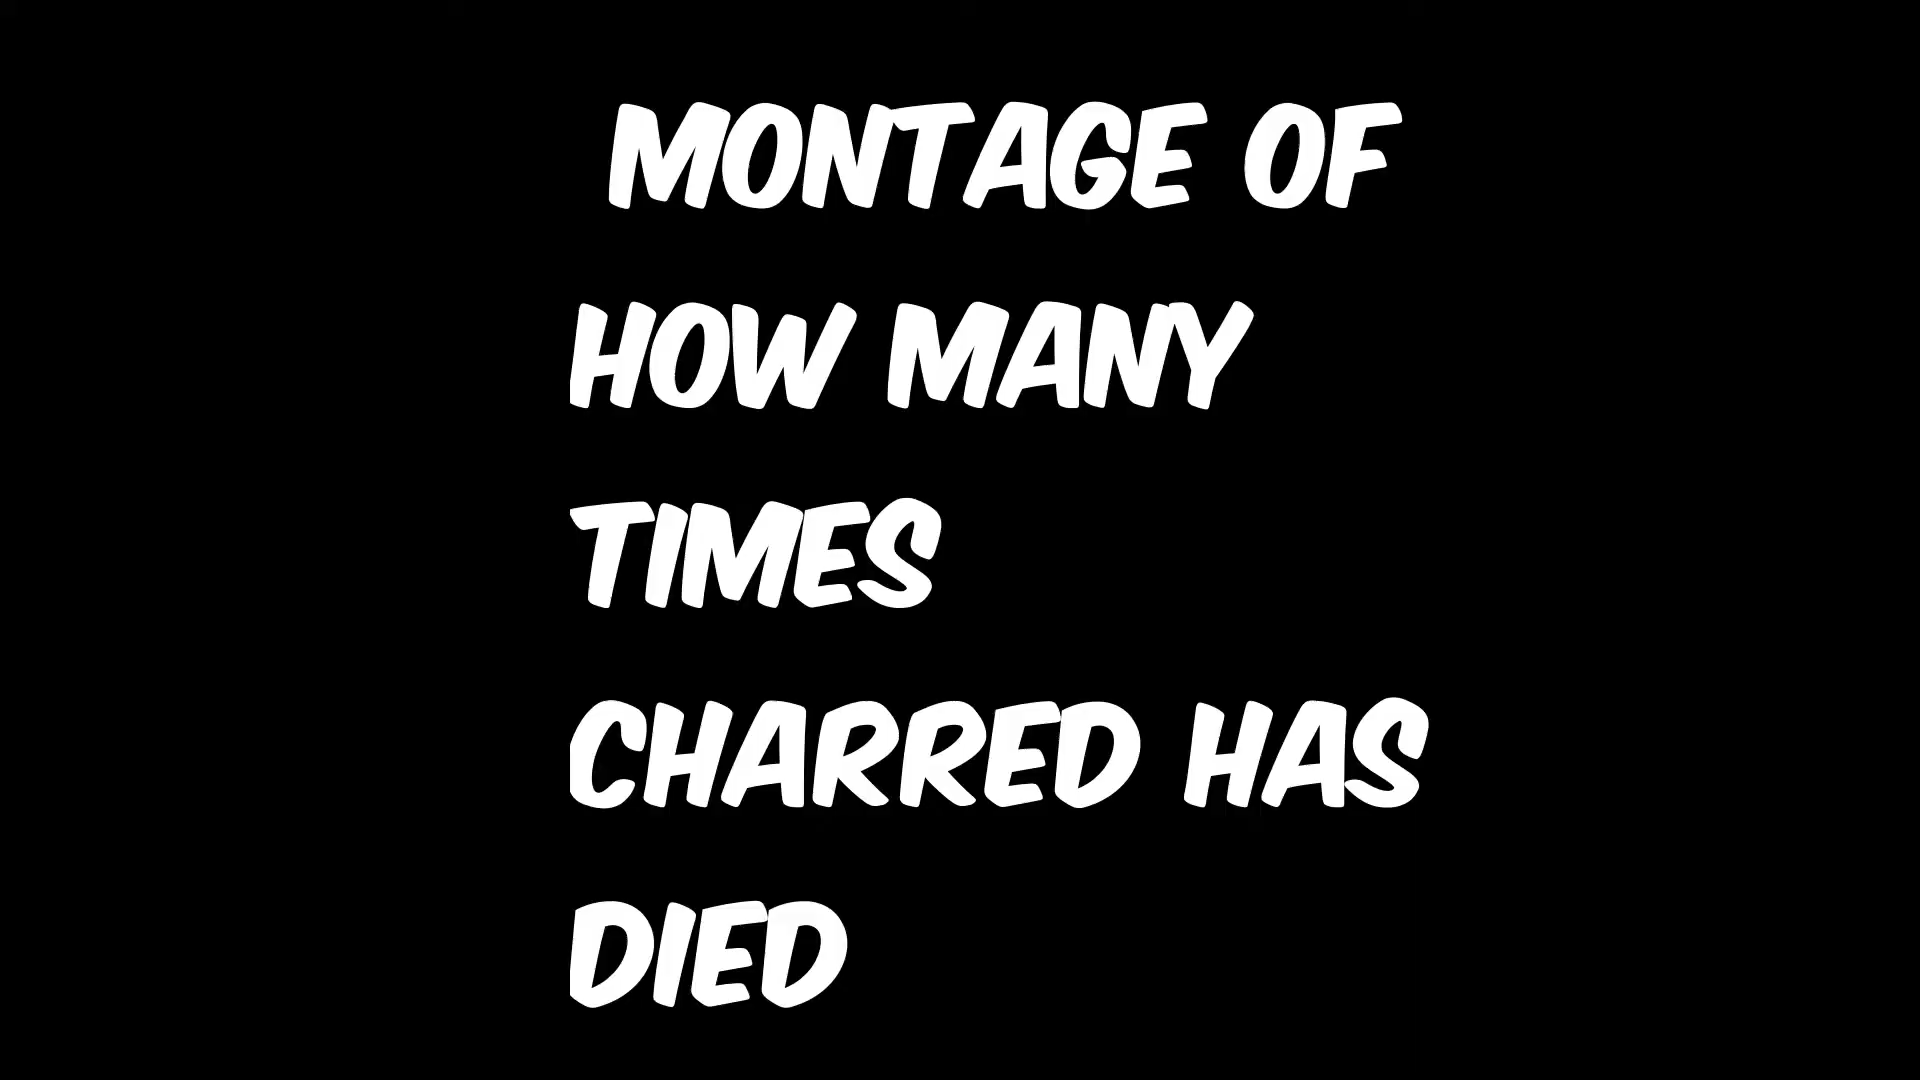 MONTAGE OF
HOW MANY
TIMES
CHARRED HAS
DIED